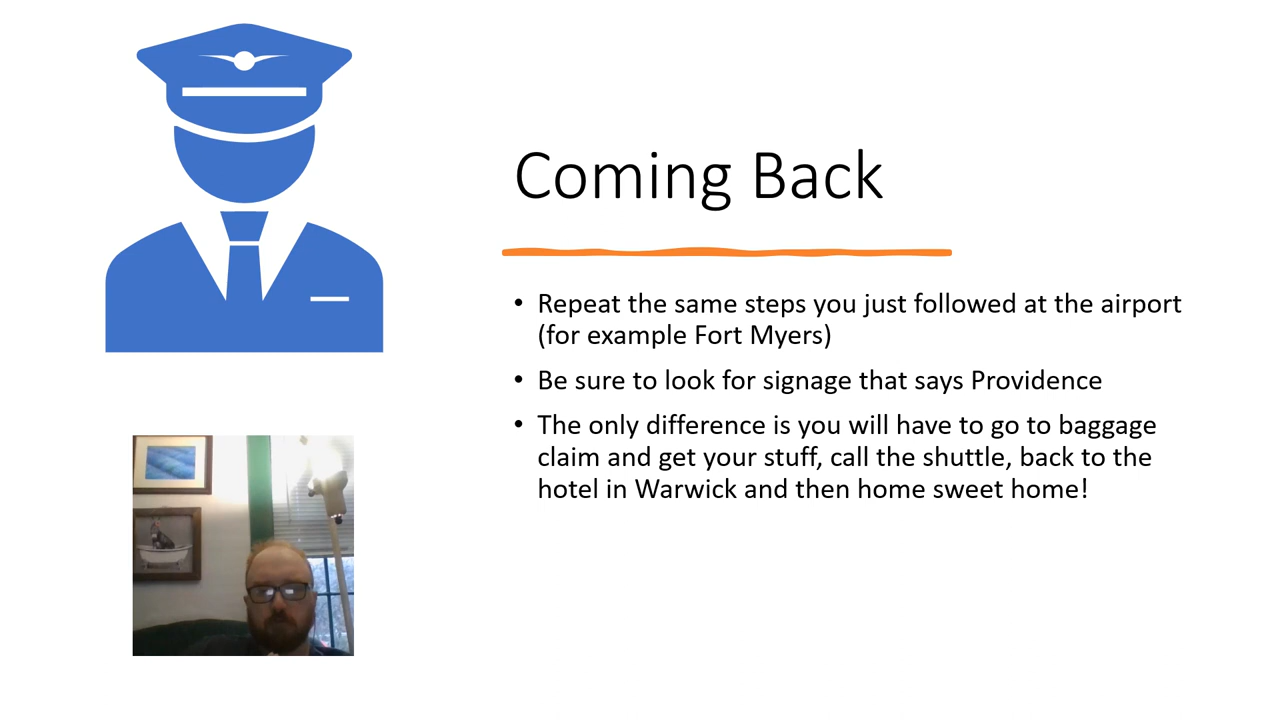 Coming Back
• Repeat the same steps you just followed at the airport
(for example Fort Myers)
• Be sure to look for signage that says Providence
• The only difference is you will have to go to baggage
claim and get your stuff, call the shuttle, back to the
hotel in Warwick and then home sweet home!